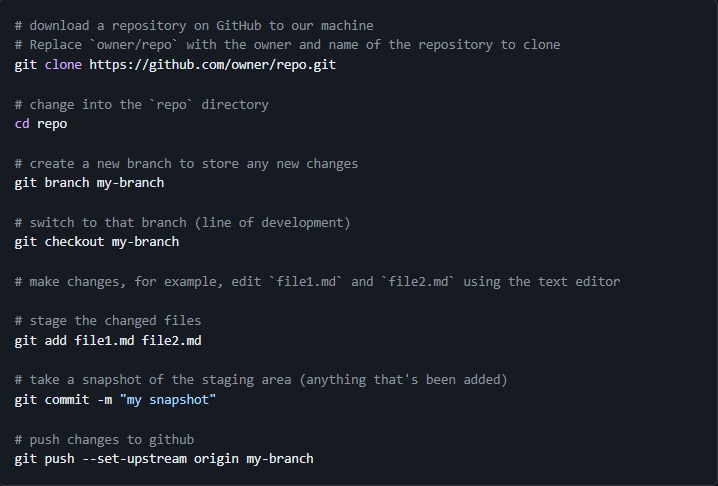 # download a repository on GitHub to our machine
# Replace `owner/repo` with the owner and name of the repository to clone
git clone https://github.com/owner/repo.git
# change into the `repo` directory
cd repo
# create a new branch to store any new changes
git branch my-branch
# switch to that branch (line of development)
git checkout my-branch
# make changes, for example, edit `file1.md` and `file2.md` using the text editor
# stage the changed files
git add file1.md file2.md
# take a snapshot of the staging area (anything that's been added)
git commit -m "my snapshot"
# push changes to github
git push --set-upstream origin my-branch